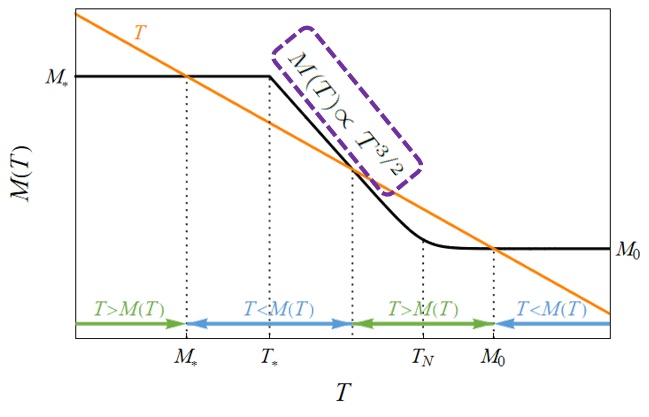 T
M(T)∝ T^{3/2}
M_*
M(T)
M_0
T>M(T) T<M(T) T>M(T) T<M(T)
M_* T_* T_N M_0
T